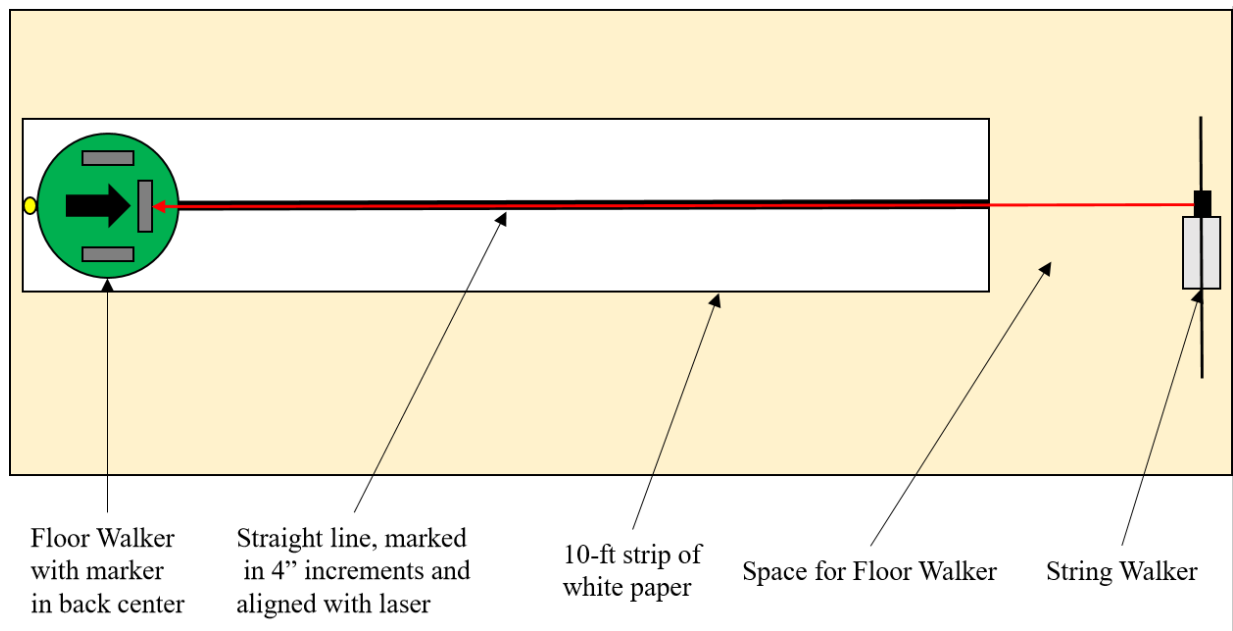 Floor Walker
with marker
in back center
Straight line, marked
in 4” increments and
aligned with laser
10-ft strip of
white paper
Space for Floor Walker
String Walker